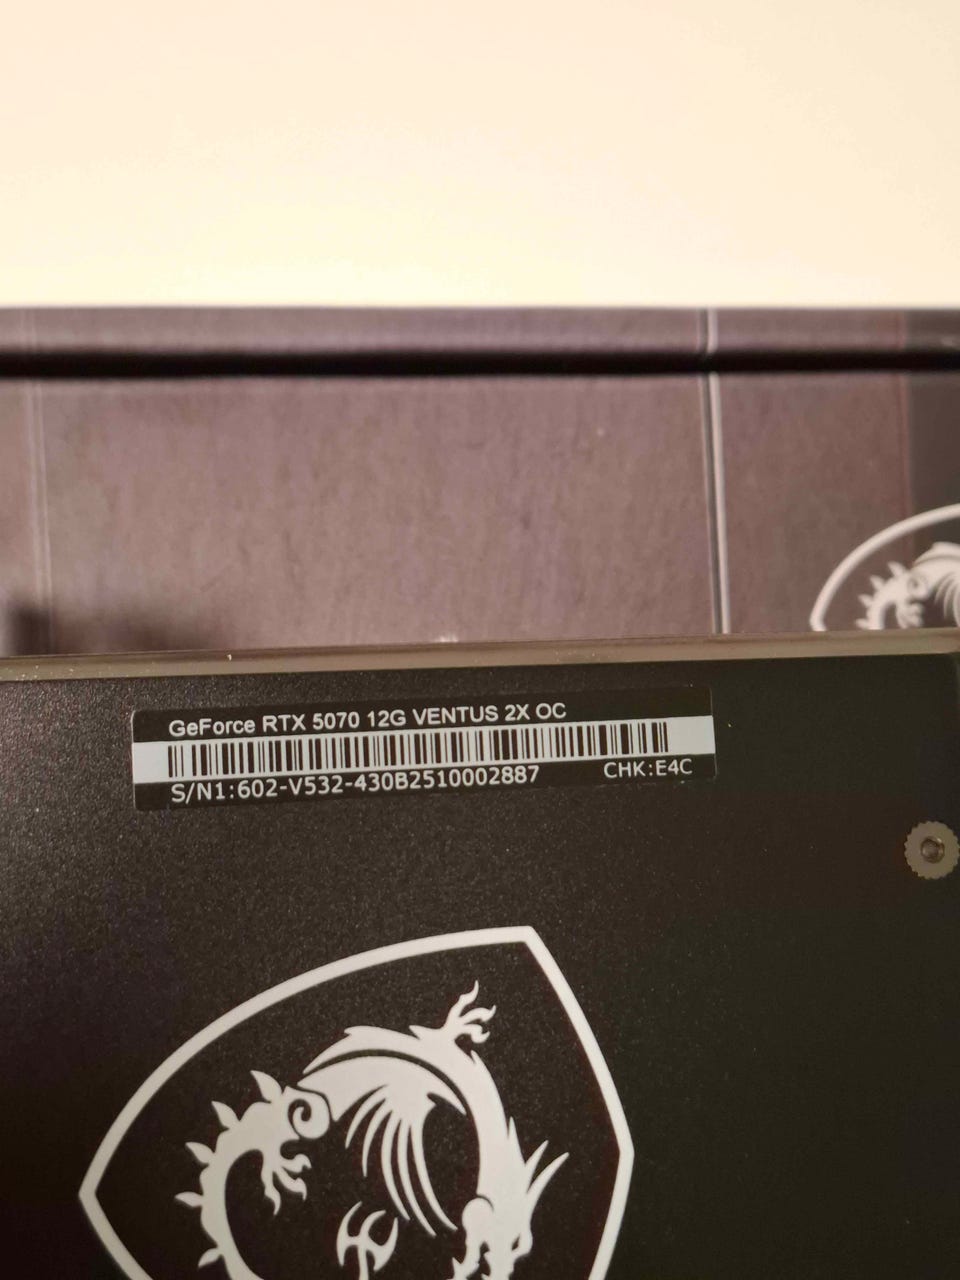 GeForce RTX 5070 12G VENTUS 2X OC
S/N1:602-V532-430B2510002887 CHK:E4C